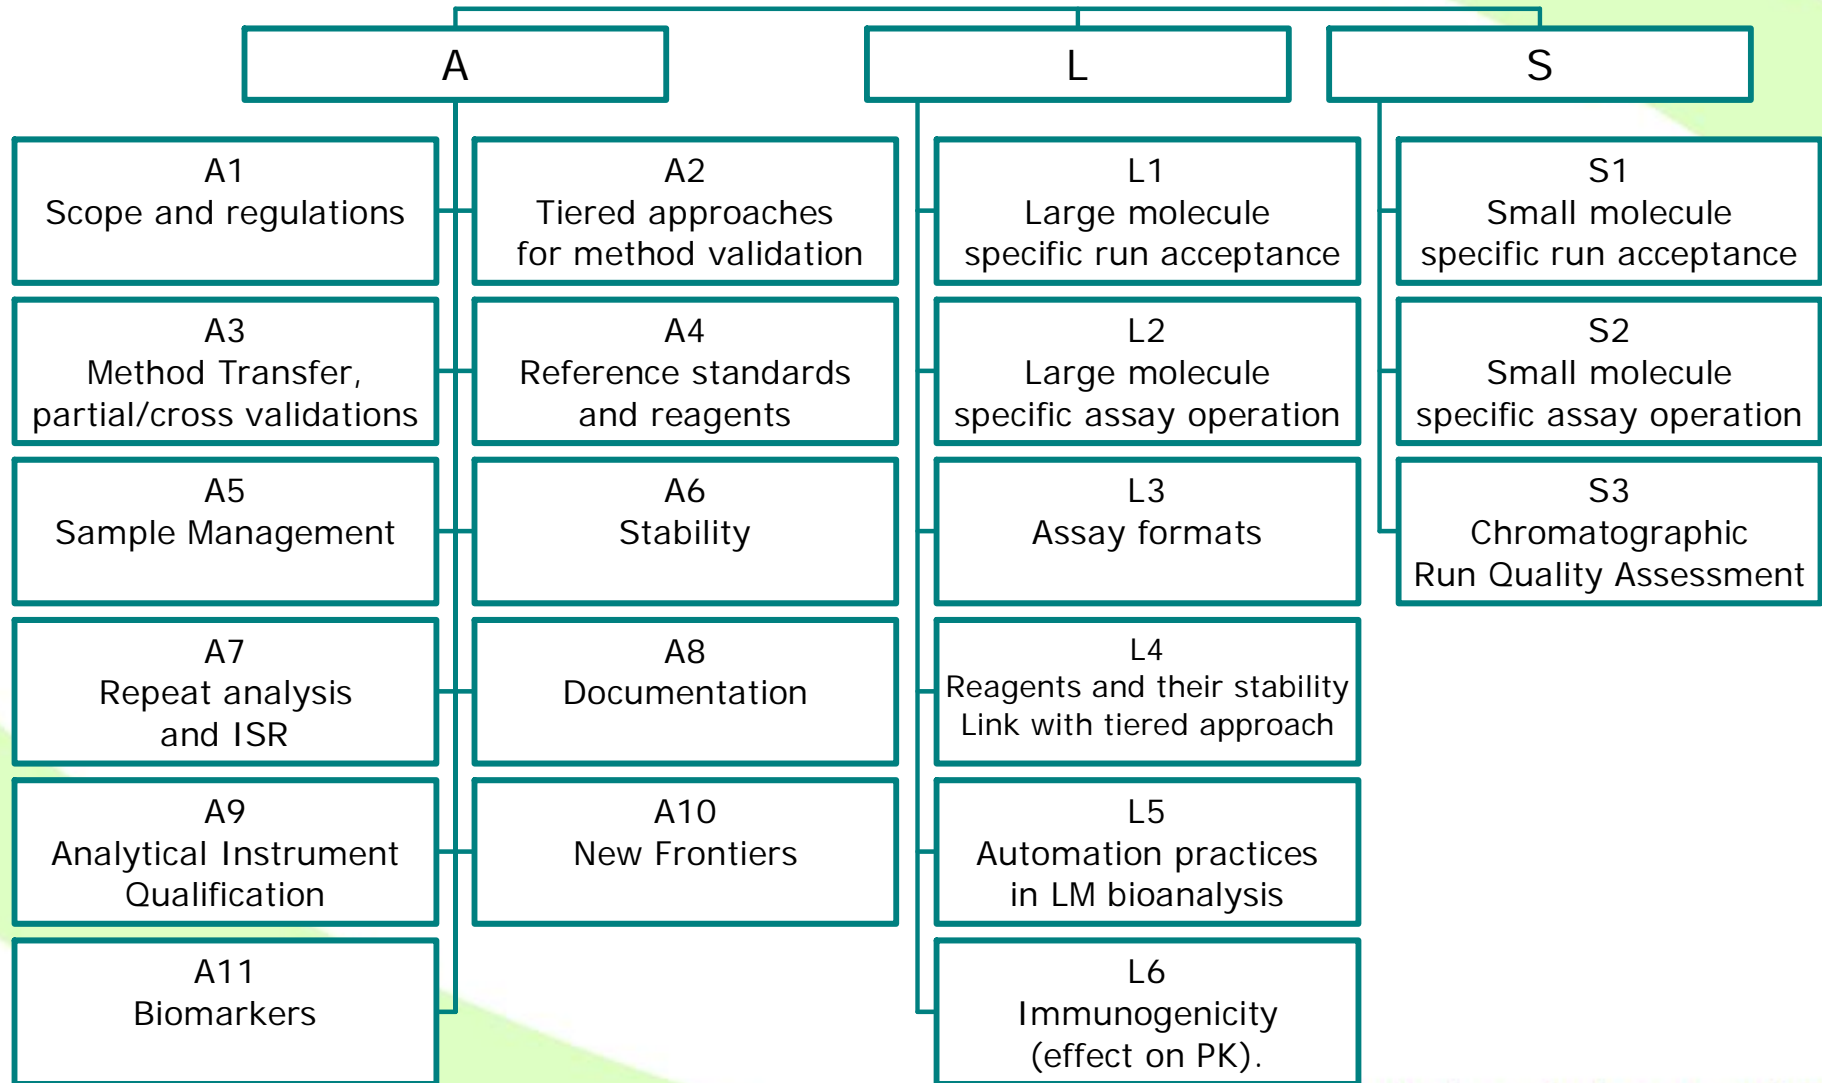 A
L
S
A1
Scope and regulations
A2
Tiered approaches
for method validation
L1
Large molecule
specific run acceptance
S1
Small molecule
specific run acceptance
A3
Method Transfer,
partial/cross validations
A4
Reference standards
and reagents
L2
Large molecule
specific assay operation
S2
Small molecule
specific assay operation
A5
Sample Management
A6
Stability
L3
Assay formats
S3
Chromatographic
Run Quality Assessment
A7
Repeat analysis
and ISR
A8
Documentation
L4
Reagents and their stability
Link with tiered approach
A9
Analytical Instrument
Qualification
A10
New Frontiers
L5
Automation practices
in LM bioanalysis
A11
Biomarkers
L6
Immunogenicity
(effect on PK).